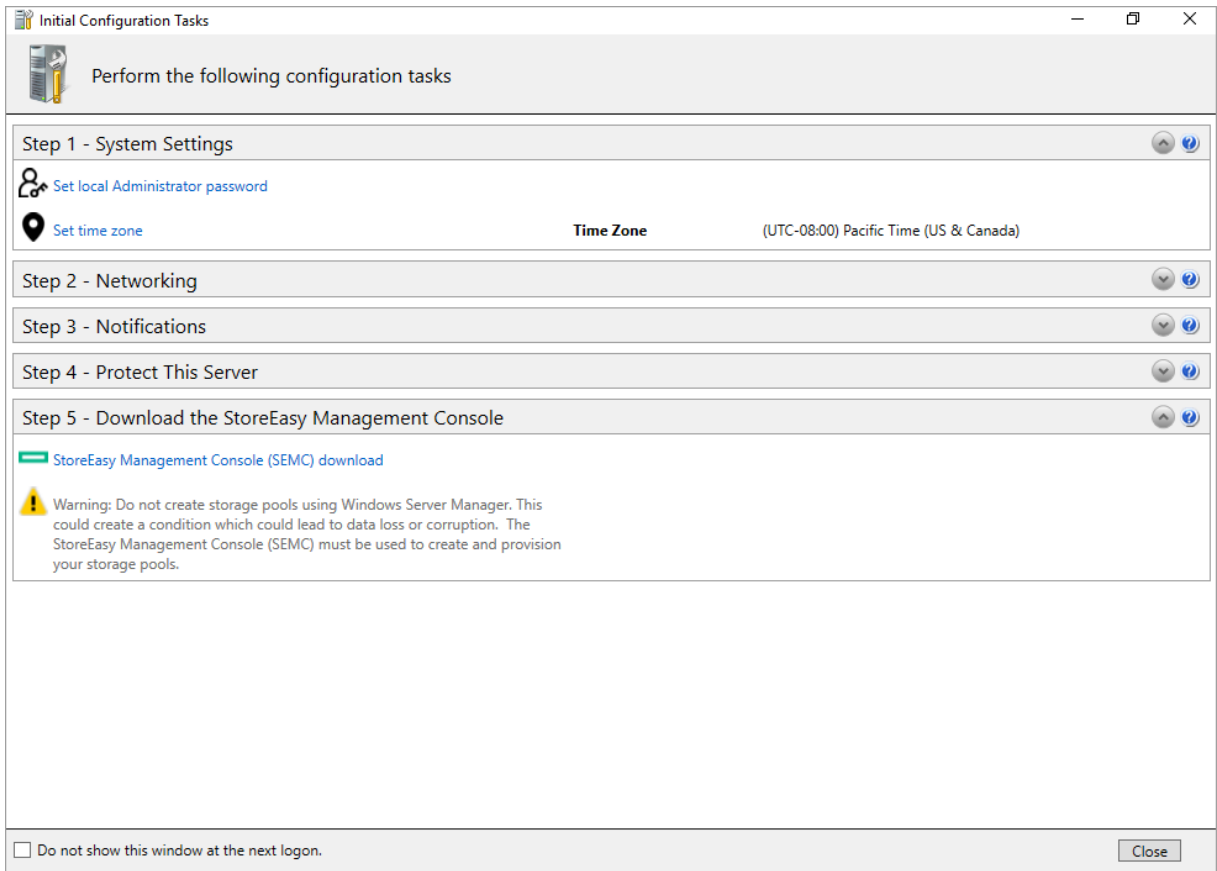 Initial Configuration Tasks
Perform the following configuration tasks
Step 1 - System Settings
Set local Administrator password
Set time zone Time Zone (UTC-08:00) Pacific Time (US & Canada)
Step 2 - Networking
Step 3 - Notifications
Step 4 - Protect This Server
Step 5 - Download the StoreEasy Management Console
StoreEasy Management Console (SEMC) download
Warning: Do not create storage pools using Windows Server Manager. This
could create a condition which could lead to data loss or corruption.  The
StoreEasy Management Console (SEMC) must be used to create and provision
your storage pools.
Do not show this window at the next logon.
Close